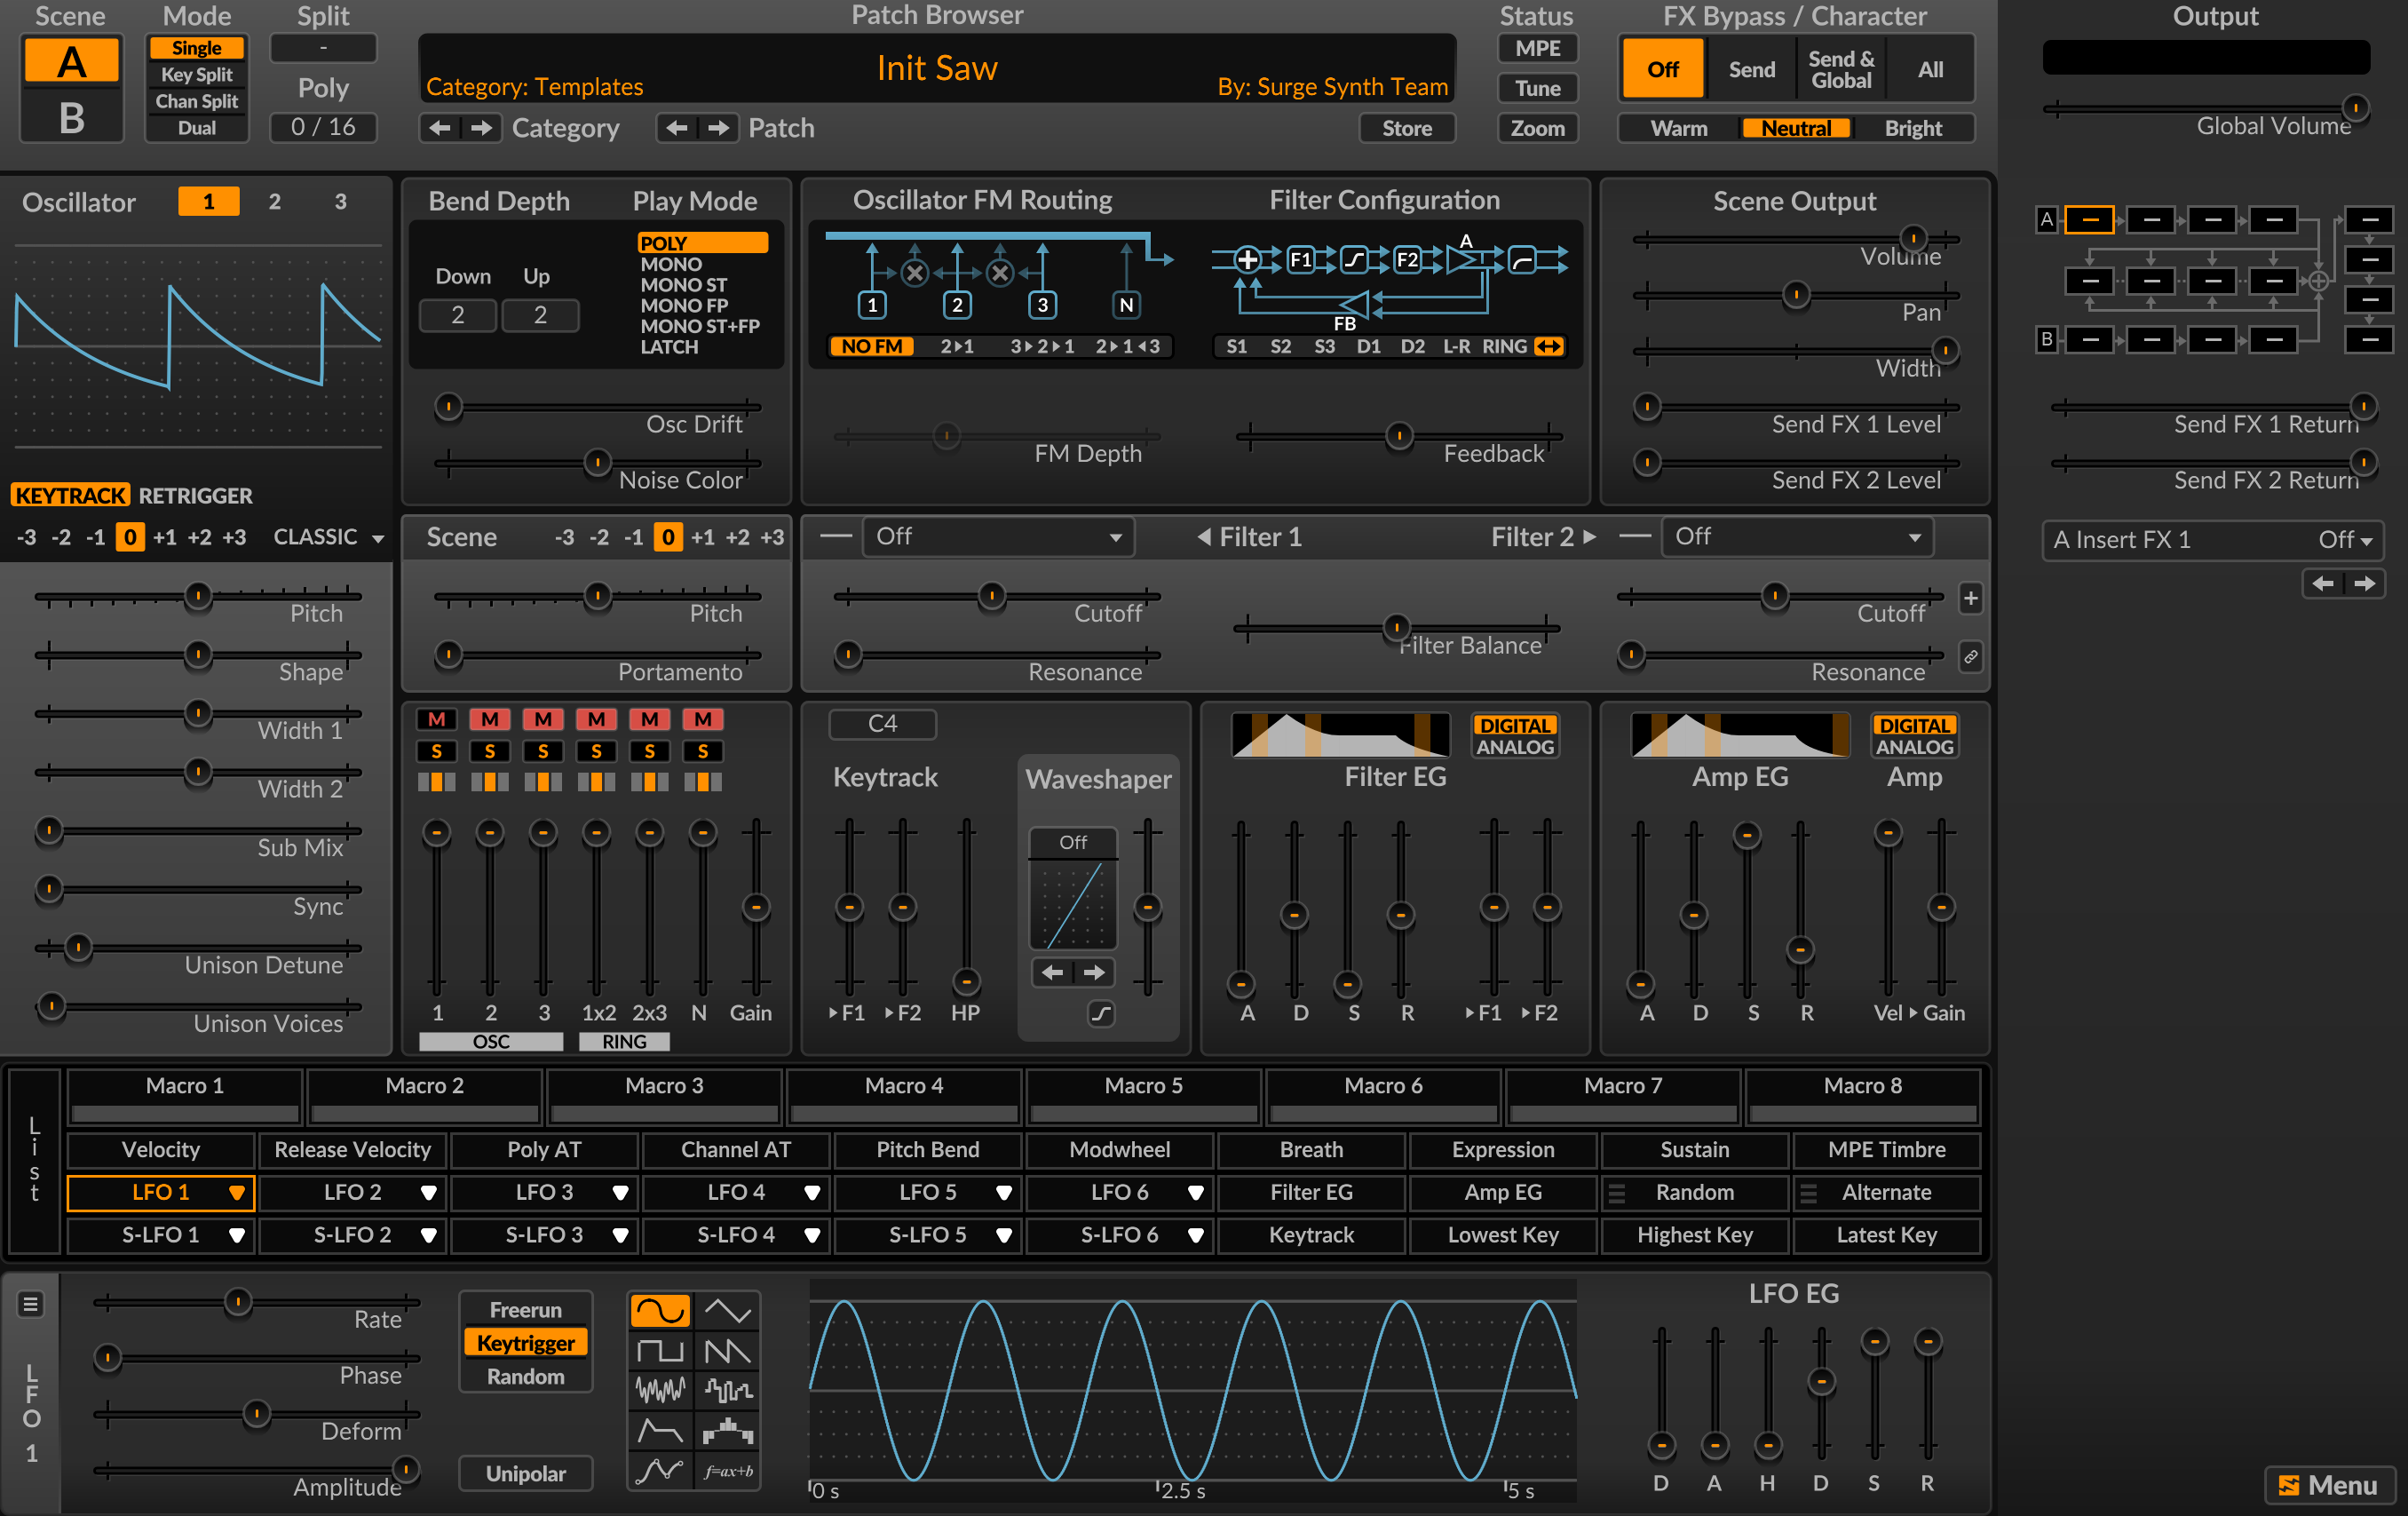 Scene
Mode
Split
Patch Browser
Status
FX Bypass / Character
Output
A
B
Single
Key Split
Chan Split
Dual
-
Poly
0 / 16
Init Saw
Category: Templates
By: Surge Synth Team
Category
Patch
Store
MPE
Tune
Zoom
Off
Send
Send &
Global
All
Warm
Neutral
Bright
Global Volume
Oscillator
1
2
3
KEYTRACK
RETRIGGER
-3 -2 -1 0 +1 +2 +3
CLASSIC
Pitch
Shape
Width 1
Width 2
Sub Mix
Sync
Unison Detune
Unison Voices
Bend Depth
Play Mode
Down
Up
2
2
POLY
MONO
MONO ST
MONO FP
MONO ST+FP
LATCH
Osc Drift
Noise Color
Oscillator FM Routing
1
2
3
N
NO FM
2▸1
3▸2▸1
2▸1◂3
FM Depth
Filter Configuration
F1
F2
A
FB
S1 S2 S3 D1 D2 L-R RING
Feedback
Scene Output
Volume
Pan
Width
Send FX 1 Level
Send FX 2 Level
A
B
Send FX 1 Return
Send FX 2 Return
A Insert FX 1
Off
Scene
-3 -2 -1 0 +1 +2 +3
Pitch
Portamento
Off
Filter 1
Filter 2
Off
Cutoff
Resonance
Filter Balance
Cutoff
Resonance
M M M M M M
S S S S S S
1 2 3 1x2 2x3 N Gain
OSC
RING
C4
Keytrack
▸F1 ▸F2 HP
Waveshaper
Off
DIGITAL
ANALOG
Filter EG
A D S R ▸F1 ▸F2
DIGITAL
ANALOG
Amp EG
Amp
A D S R Vel ▸ Gain
List
Macro 1
Macro 2
Macro 3
Macro 4
Macro 5
Macro 6
Macro 7
Macro 8
Velocity
Release Velocity
Poly AT
Channel AT
Pitch Bend
Modwheel
Breath
Expression
Sustain
MPE Timbre
LFO 1
LFO 2
LFO 3
LFO 4
LFO 5
LFO 6
Filter EG
Amp EG
Random
Alternate
S-LFO 1
S-LFO 2
S-LFO 3
S-LFO 4
S-LFO 5
S-LFO 6
Keytrack
Lowest Key
Highest Key
Latest Key
LFO 1
Rate
Phase
Deform
Amplitude
Freerun
Keytrigger
Random
Unipolar
f=ax+b
0 s
2.5 s
5 s
LFO EG
D A H D S R
Menu